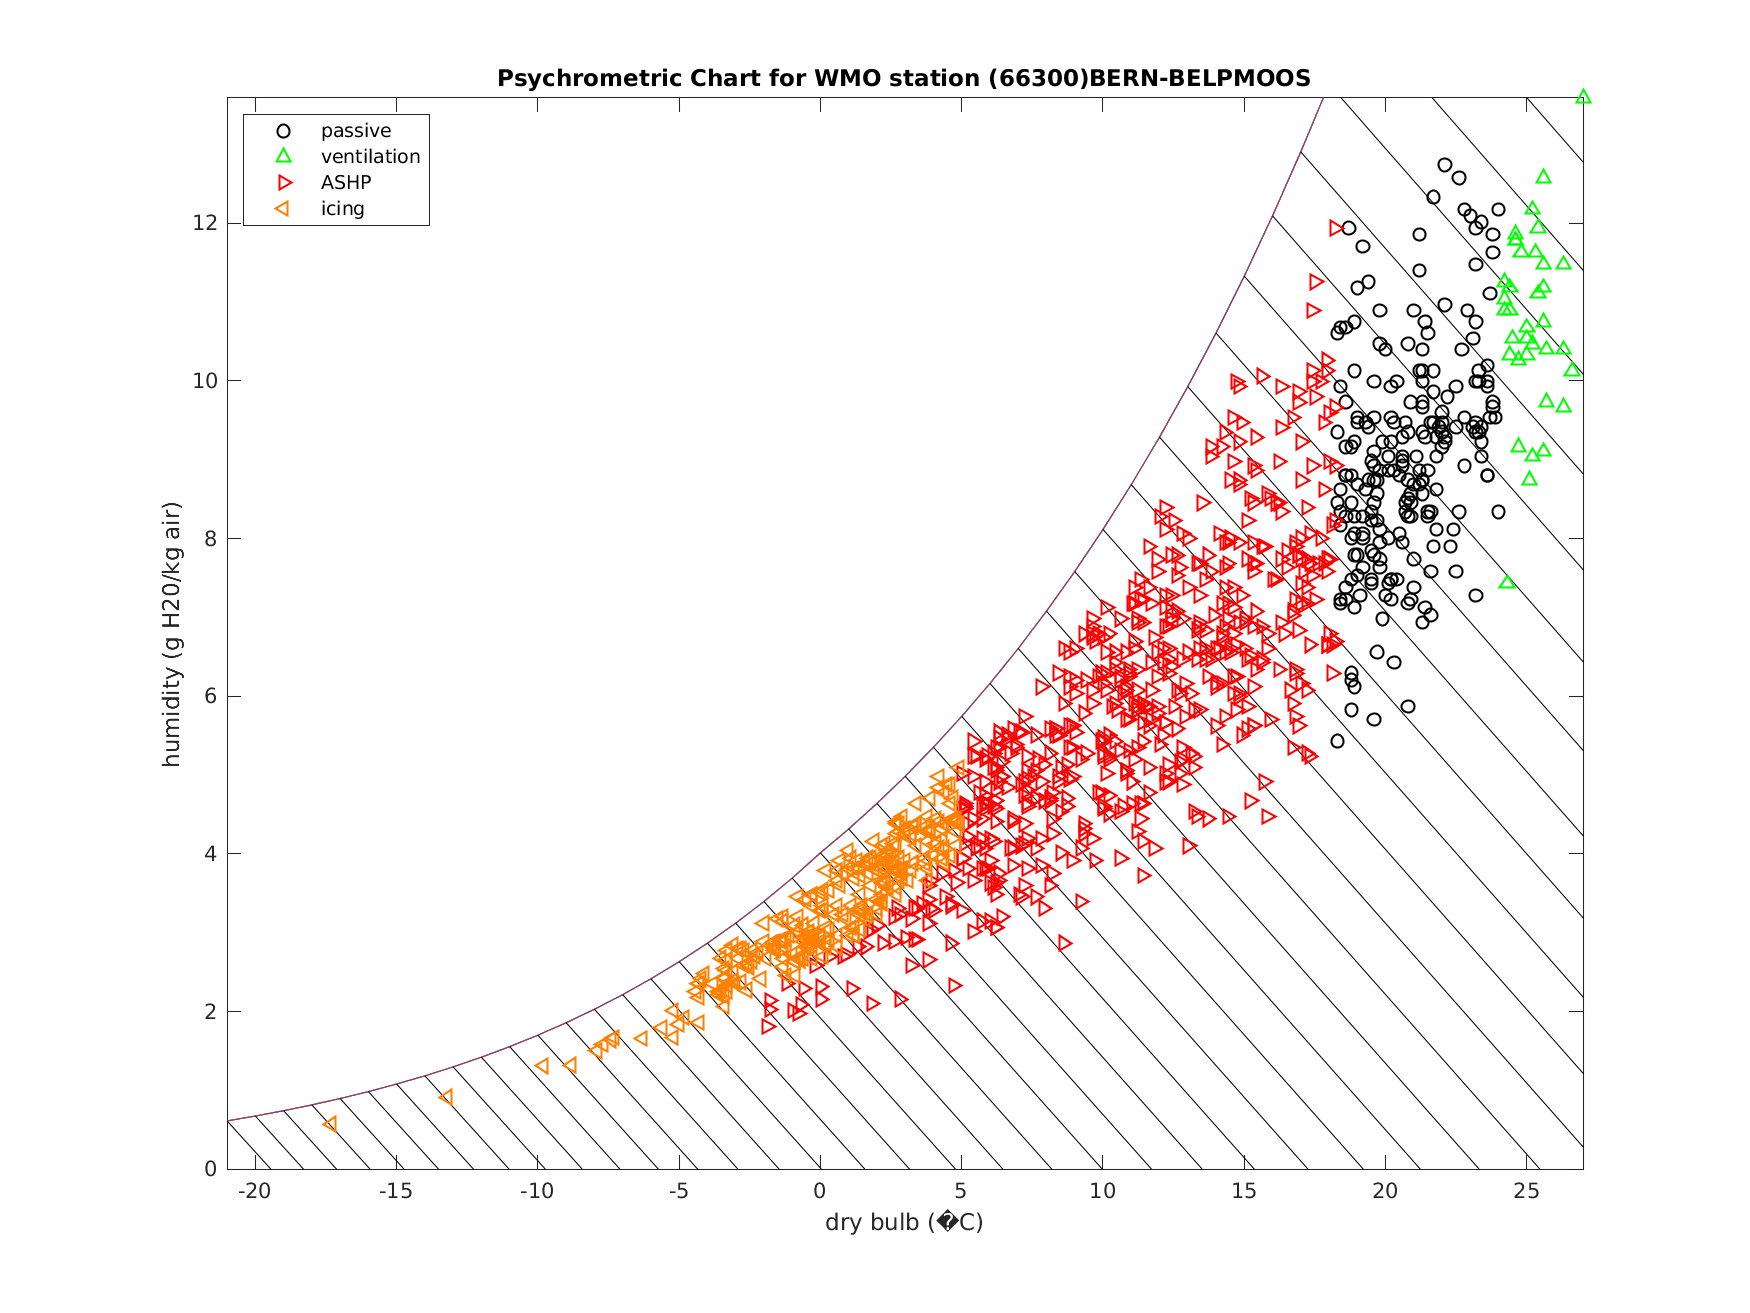 Psychrometric Chart for WMO station (66300)BERN-BELPMOOS
passive
ventilation
ASHP
icing
12
10
8
6
4
2
0
humidity (g H20/kg air)
-20 -15 -10 -5 0 5 10 15 20 25
dry bulb (�C)